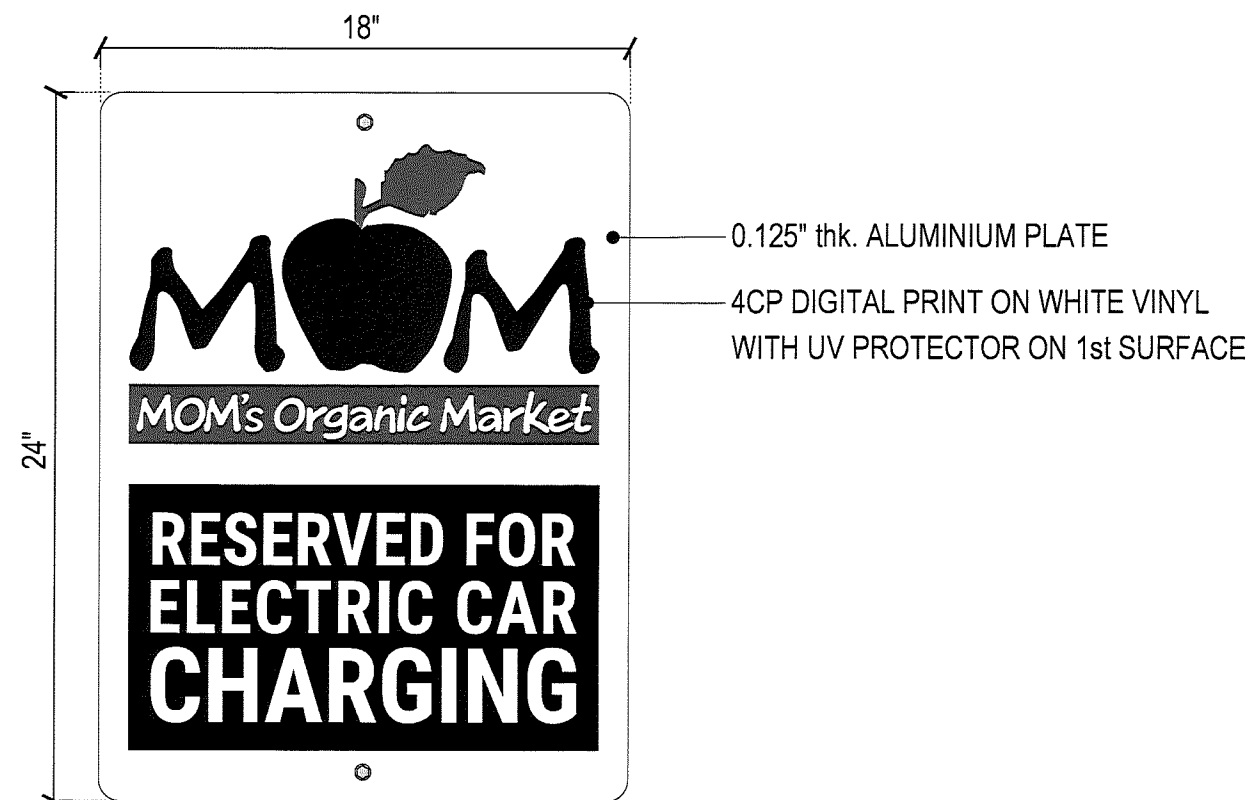 18"
24"
MOM
MOM's Organic Market
RESERVED FOR
ELECTRIC CAR
CHARGING
0.125" thk. ALUMINIUM PLATE
4CP DIGITAL PRINT ON WHITE VINYL
WITH UV PROTECTOR ON 1st SURFACE